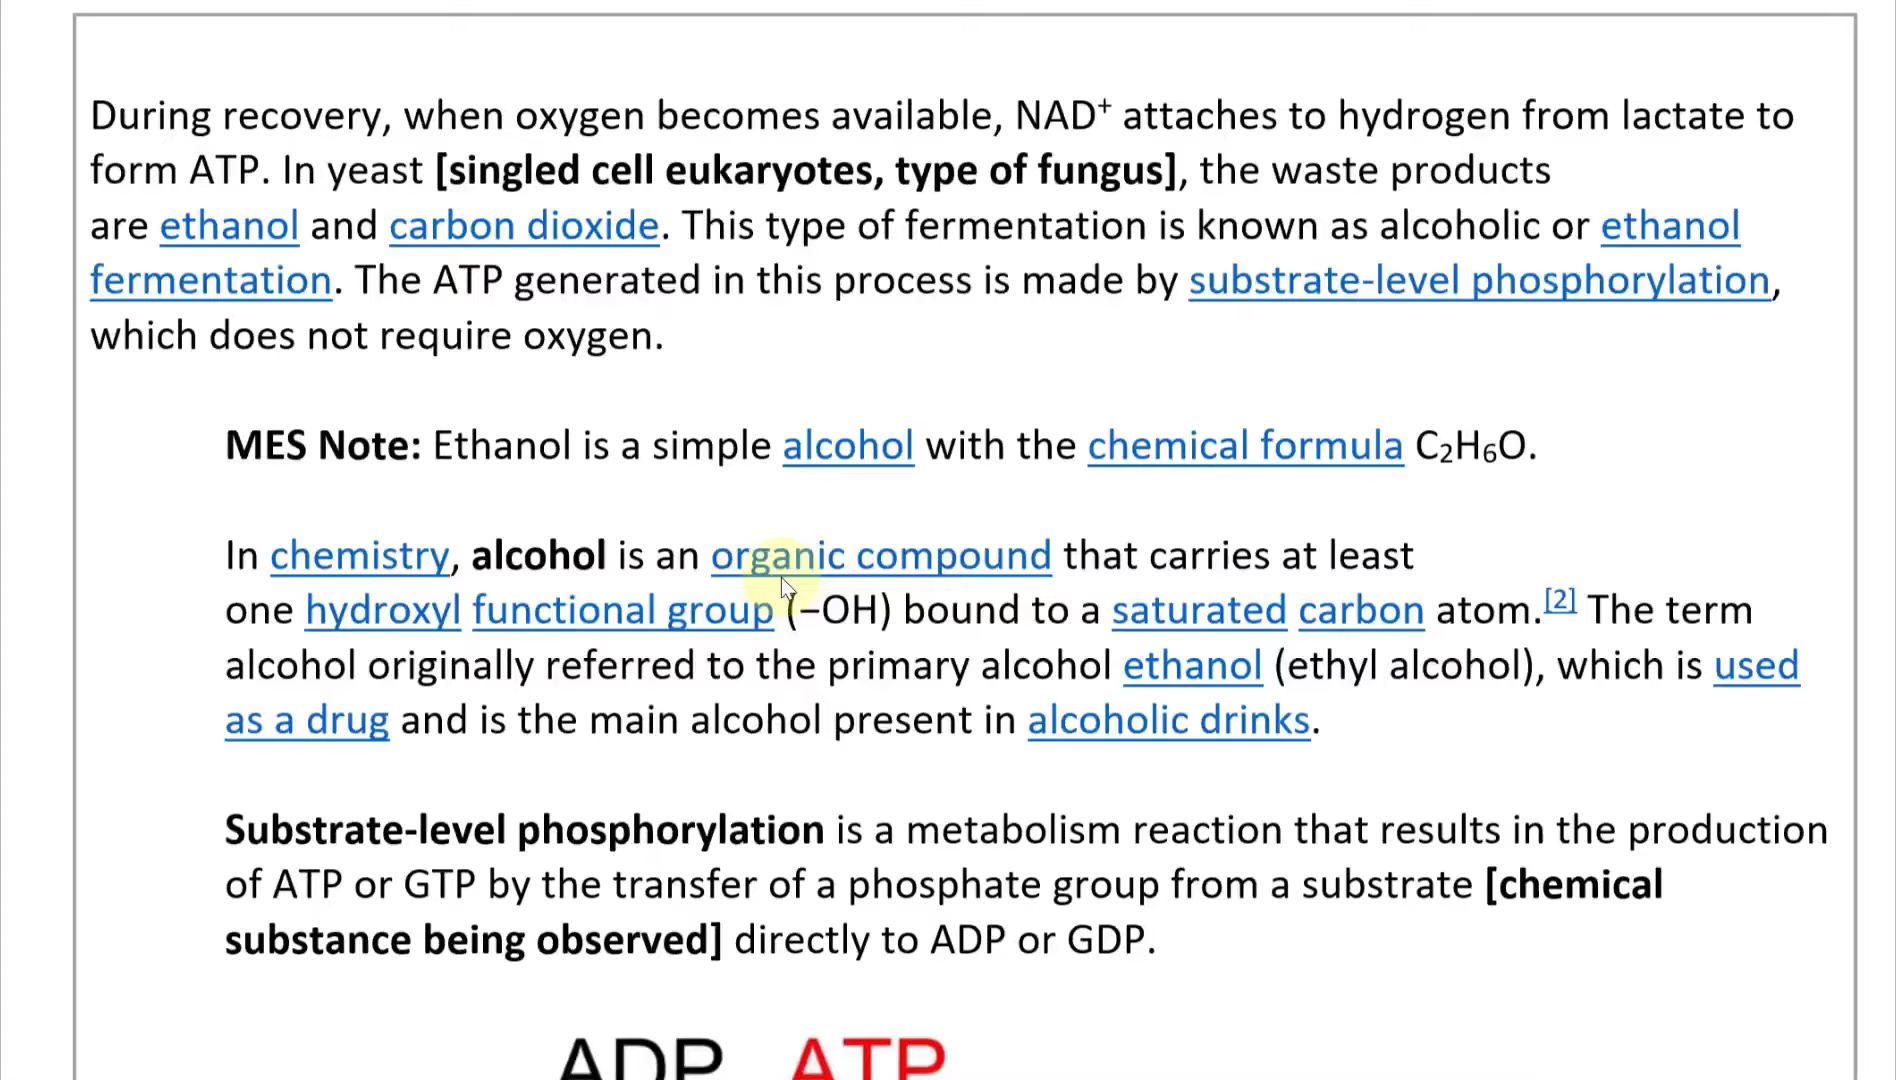 During recovery, when oxygen becomes available, NAD⁺ attaches to hydrogen from lactate to
form ATP. In yeast [singled cell eukaryotes, type of fungus], the waste products
are ethanol and carbon dioxide. This type of fermentation is known as alcoholic or ethanol
fermentation. The ATP generated in this process is made by substrate-level phosphorylation,
which does not require oxygen.
MES Note: Ethanol is a simple alcohol with the chemical formula C₂H₆O.
In chemistry, alcohol is an organic compound that carries at least
one hydroxyl functional group (–OH) bound to a saturated carbon atom.[2] The term
alcohol originally referred to the primary alcohol ethanol (ethyl alcohol), which is used
as a drug and is the main alcohol present in alcoholic drinks.
Substrate-level phosphorylation is a metabolism reaction that results in the production
of ATP or GTP by the transfer of a phosphate group from a substrate [chemical
substance being observed] directly to ADP or GDP.
ADP ATP